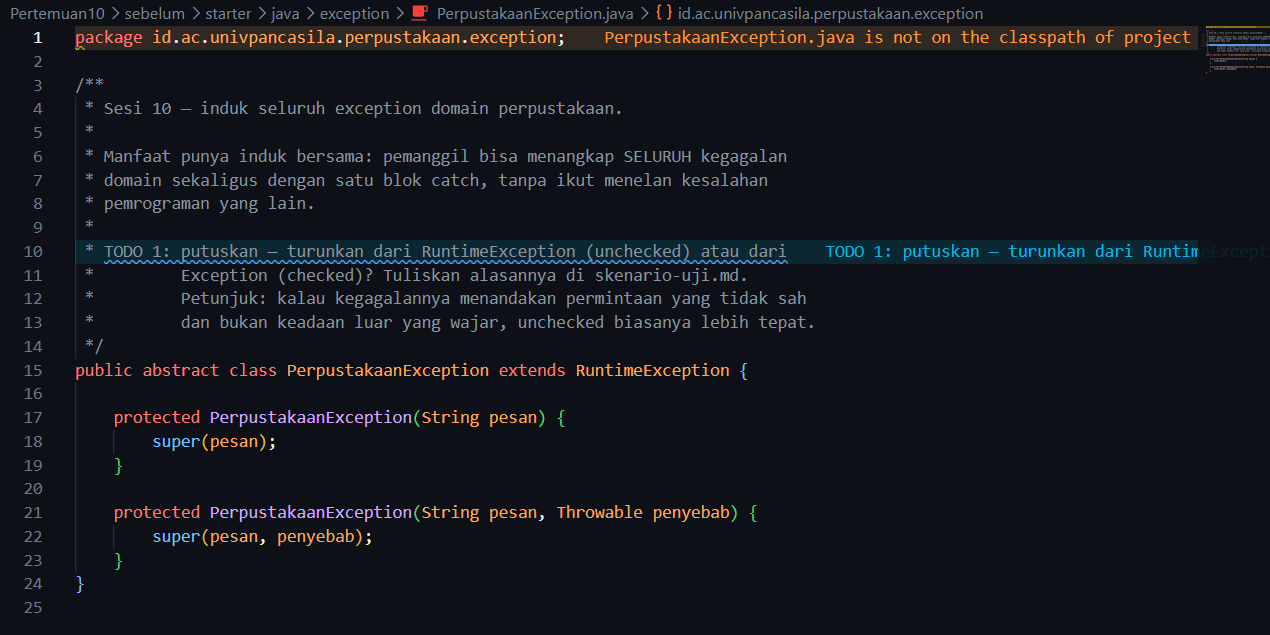 Pertemuan10 > sebelum > starter > java > exception > PerpustakaanException.java > {} id.ac.univpancasila.perpustakaan.exception
1 package id.ac.univpancasila.perpustakaan.exception; PerpustakaanException.java is not on the classpath of project
2
3 /**
4 * Sesi 10 — induk seluruh exception domain perpustakaan.
5 *
6 * Manfaat punya induk bersama: pemanggil bisa menangkap SELURUH kegagalan
7 * domain sekaligus dengan satu blok catch, tanpa ikut menelan kesalahan
8 * pemrograman yang lain.
9 *
10 * TODO 1: putuskan — turunkan dari RuntimeException (unchecked) atau dari TODO 1: putuskan — turunkan dari RuntimeExcept
11 * Exception (checked)? Tuliskan alasannya di skenario-uji.md.
12 * Petunjuk: kalau kegagalannya menandakan permintaan yang tidak sah
13 * dan bukan keadaan luar yang wajar, unchecked biasanya lebih tepat.
14 */
15 public abstract class PerpustakaanException extends RuntimeException {
16
17 protected PerpustakaanException(String pesan) {
18 super(pesan);
19 }
20
21 protected PerpustakaanException(String pesan, Throwable penyebab) {
22 super(pesan, penyebab);
23 }
24 }
25